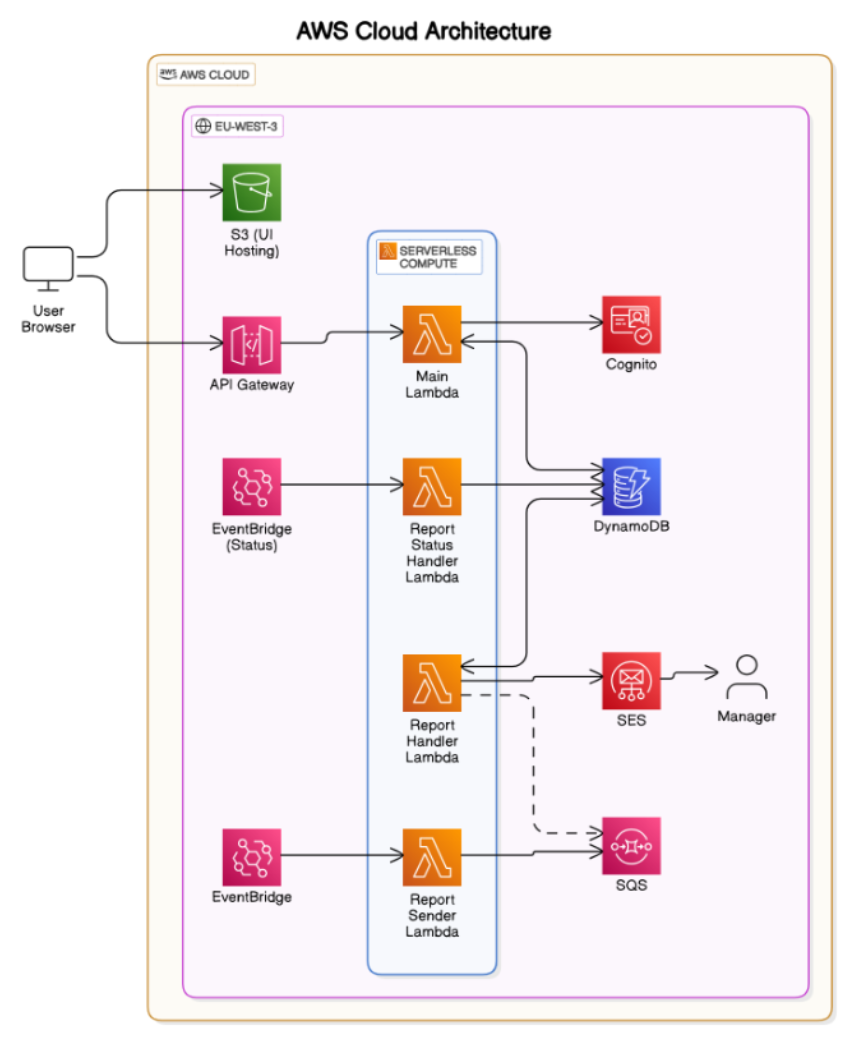 AWS Cloud Architecture
aws AWS CLOUD
EU-WEST-3
S3 (UI
Hosting)
SERVERLESS
COMPUTE
User
Browser
API Gateway
Main
Lambda
Cognito
EventBridge
(Status)
Report
Status
Handler
Lambda
DynamoDB
Report
Handler
Lambda
SES
Manager
EventBridge
Report
Sender
Lambda
SQS